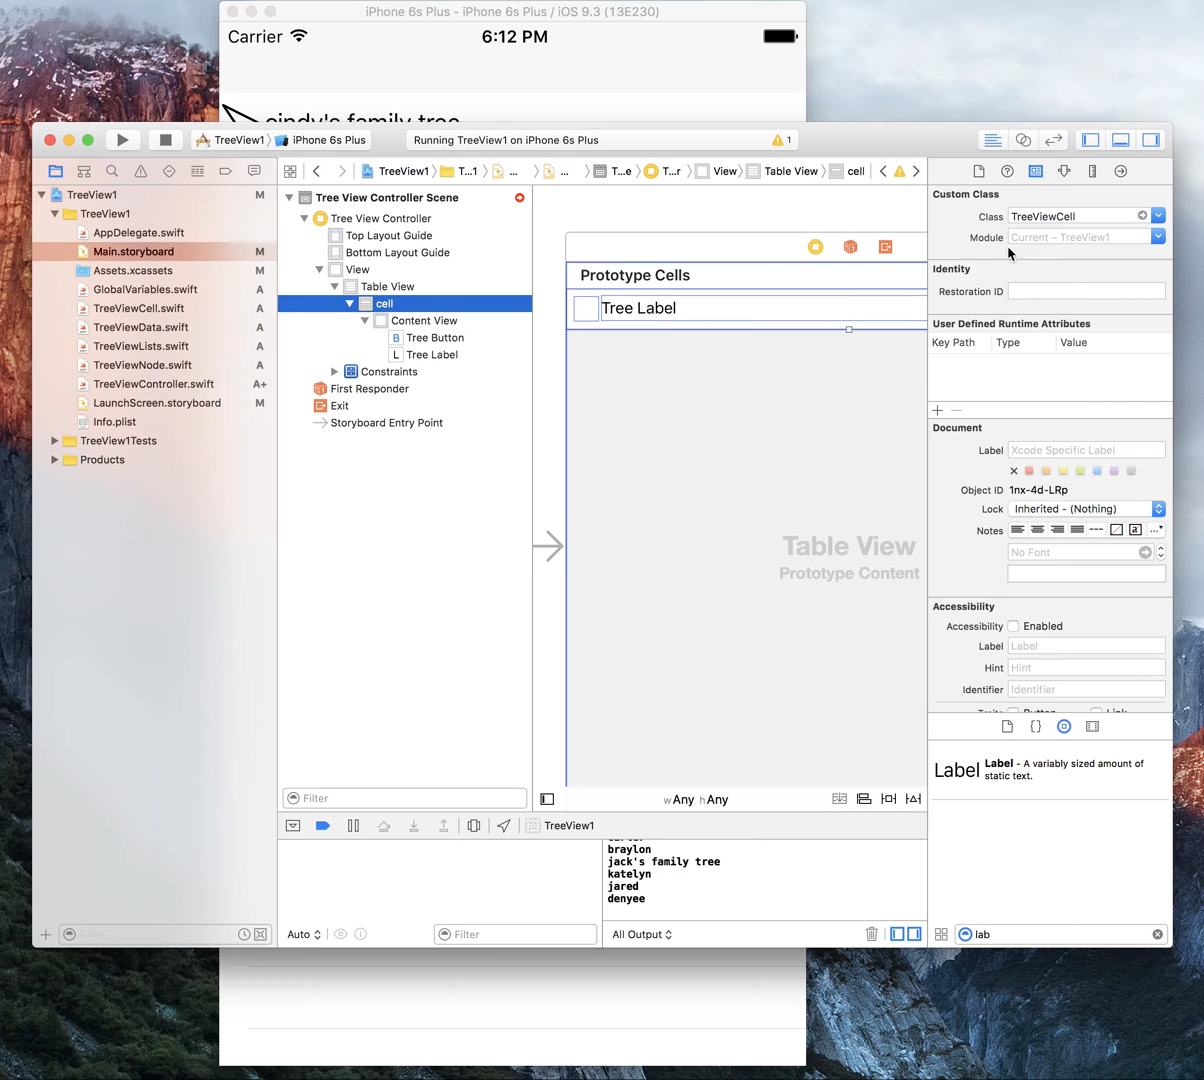 iPhone 6s Plus - iPhone 6s Plus / iOS 9.3 (13E230)
Carrier
6:12 PM
cindy's family tree
TreeView1
iPhone 6s Plus
Running TreeView1 on iPhone 6s Plus
1
TreeView1
T...1
...
...
T...e
T...r
View
Table View
cell
TreeView1
M
TreeView1
AppDelegate.swift
Main.storyboard
M
Assets.xcassets
M
GlobalVariables.swift
A
TreeViewCell.swift
A
TreeViewData.swift
A
TreeViewLists.swift
A
TreeViewNode.swift
A
TreeViewController.swift
A+
LaunchScreen.storyboard
M
Info.plist
TreeView1Tests
Products
Filter
Tree View Controller Scene
Tree View Controller
Top Layout Guide
Bottom Layout Guide
View
Table View
cell
Content View
B Tree Button
L Tree Label
Constraints
First Responder
Exit
Storyboard Entry Point
Filter
Prototype Cells
Tree Label
Table View
Prototype Content
wAny hAny
TreeView1
braylon
jack's family tree
katelyn
jared
denyee
Auto
Filter
All Output
Custom Class
Class TreeViewCell
Module Current – TreeView1
Identity
Restoration ID
User Defined Runtime Attributes
Key Path Type Value
Document
Label Xcode Specific Label
Object ID 1nx-4d-LRp
Lock Inherited - (Nothing)
Notes
No Font
Accessibility
Accessibility Enabled
Label Label
Hint Hint
Identifier Identifier
Traits Button Link
Label
Label - A variably sized amount of
static text.
lab